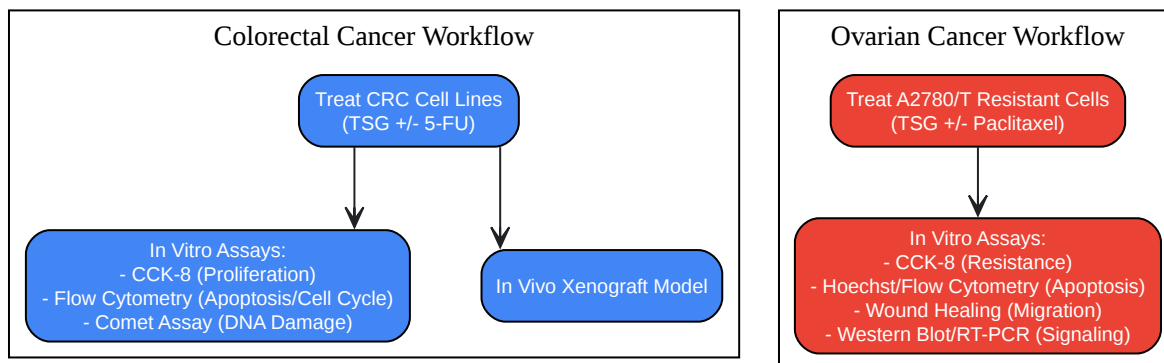 Colorectal Cancer Workflow
Treat CRC Cell Lines
(TSG +/- 5-FU)
In Vitro Assays:
- CCK-8 (Proliferation)
- Flow Cytometry (Apoptosis/Cell Cycle)
- Comet Assay (DNA Damage)
In Vivo Xenograft Model
Ovarian Cancer Workflow
Treat A2780/T Resistant Cells
(TSG +/- Paclitaxel)
In Vitro Assays:
- CCK-8 (Resistance)
- Hoechst/Flow Cytometry (Apoptosis)
- Wound Healing (Migration)
- Western Blot/RT-PCR (Signaling)